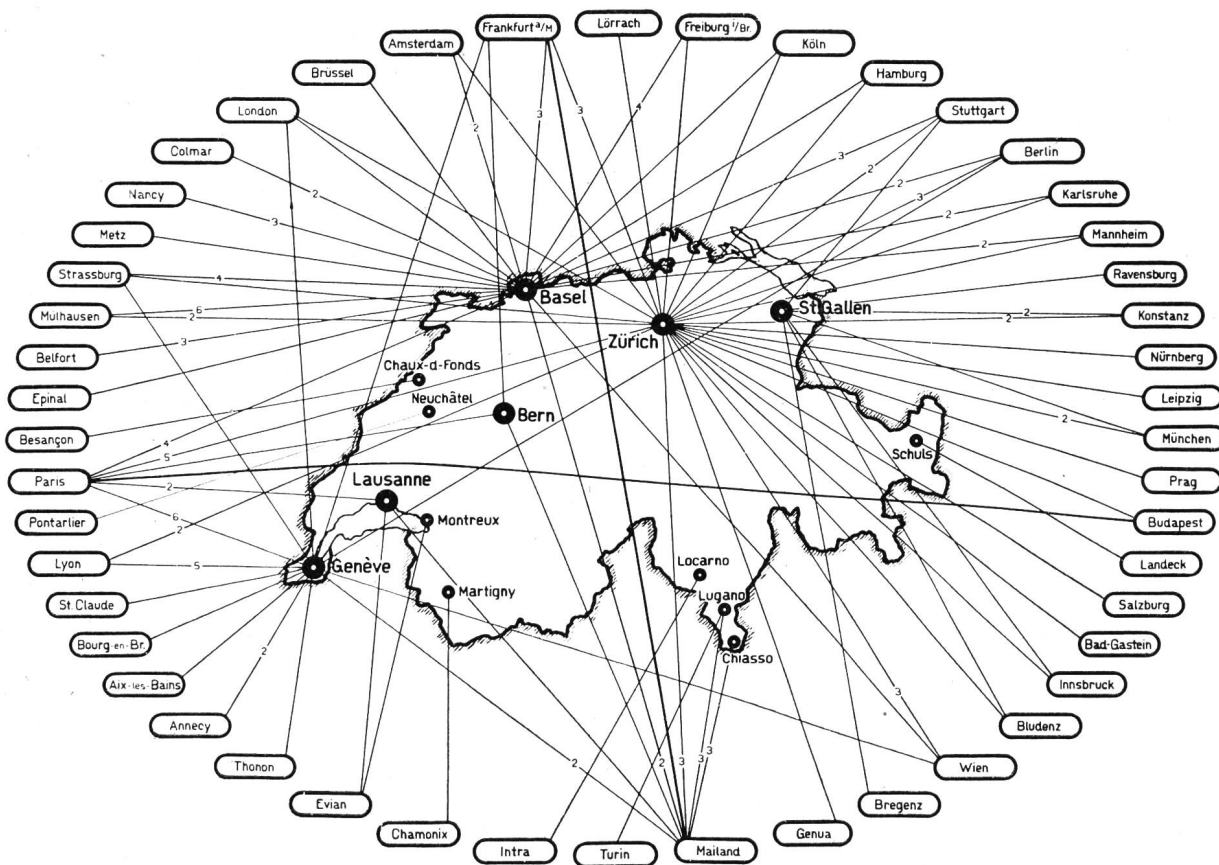 Frankfurt a/M
Lörrach
Freiburg i/Br.
Amsterdam
Köln
Brüssel
Hamburg
London
Stuttgart
Colmar
Berlin
Nancy
Karlsruhe
Metz
Mannheim
Strassburg
Ravensburg
Mülhausen
Konstanz
Belfort
Nürnberg
Epinal
Leipzig
Besançon
München
Paris
Prag
Pontarlier
Budapest
Lyon
Landeck
St. Claude
Salzburg
Bourg-en-Br.
Bad-Gastein
Aix-les-Bains
Innsbruck
Annecy
Bludenz
Thonon
Wien
Evian
Bregenz
Chamonix
Genua
Intra
Turin
Mailand
Basel
St.Gallen
Zürich
Chaux-d-Fonds
Neuchâtel
Bern
Schuls
Lausanne
Montreux
Genève
Martigny
Locarno
Lugano
Chiasso
2
3
3
4
3
2
2
2
3
2
2
3
2
2
4
6
2
3
2
2
4
5
2
6
2
5
2
3
2
2
3
3
3